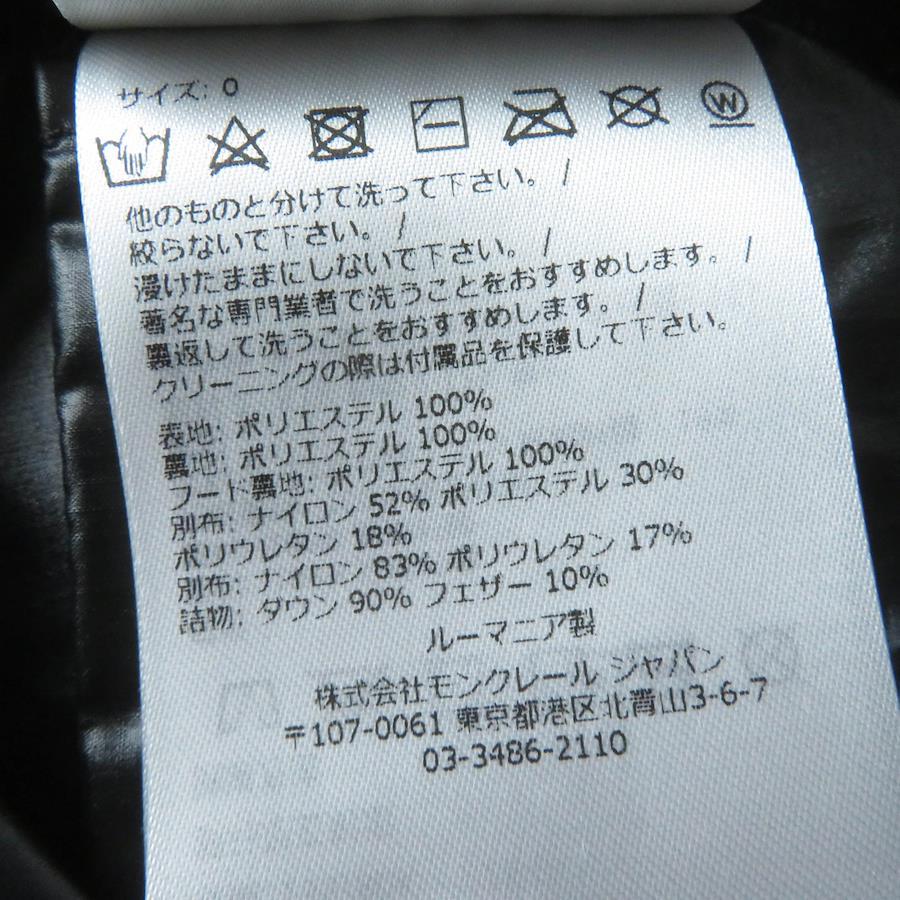 サイズ: 0
W
他のものと分けて洗って下さい。 /
絞らないで下さい。 /
浸けたままにしないで下さい。 /
著名な専門業者で洗うことをおすすめします。 /
裏返して洗うことをおすすめします。 /
クリーニングの際は付属品を保護して下さい。
表地: ポリエステル 100%
裏地: ポリエステル 100%
フード裏地: ポリエステル 100%
別布: ナイロン 52% ポリエステル 30%
ポリウレタン 18%
別布: ナイロン 83% ポリウレタン 17%
詰物: ダウン 90% フェザー 10%
ルーマニア製
株式会社モンクレール ジャパン
〒107-0061 東京都港区北青山3-6-7
03-3486-2110